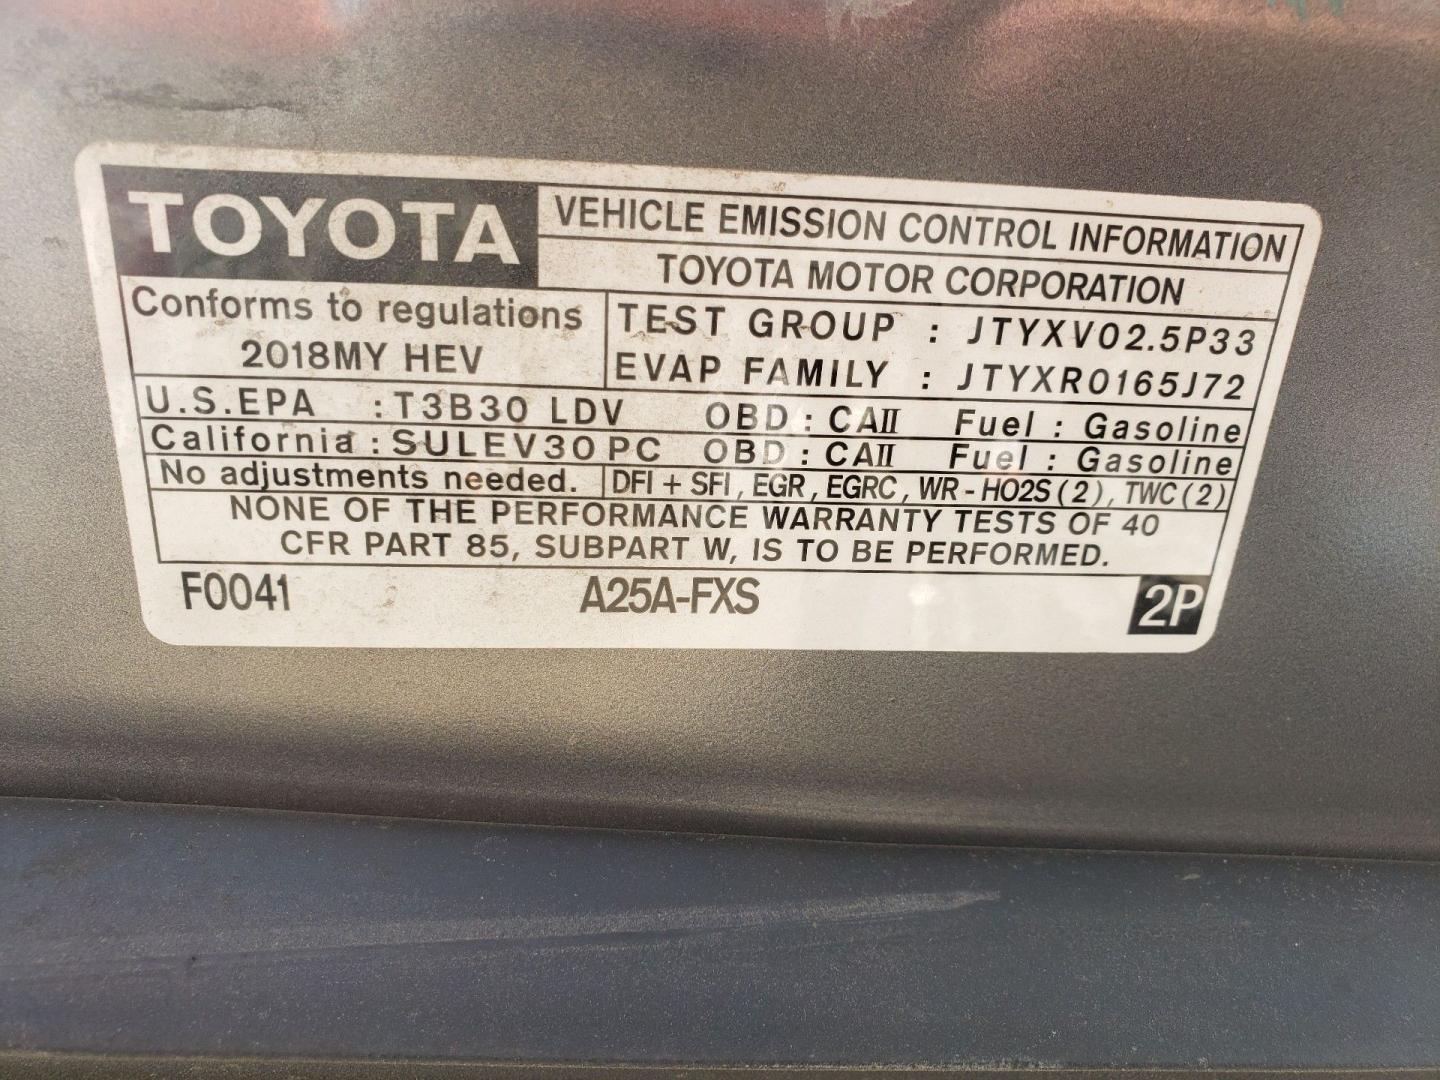 TOYOTA
VEHICLE EMISSION CONTROL INFORMATION
TOYOTA MOTOR CORPORATION
Conforms to regulations
2018MY HEV
TEST GROUP : JTYXV02.5P33
EVAP FAMILY : JTYXR0165J72
U.S.EPA : T3B30 LDV OBD : CAII Fuel : Gasoline
California : SULEV30 PC OBD : CAII Fuel : Gasoline
No adjustments needed. DFI + SFI, EGR, EGRC, WR-HO2S(2), TWC(2)
NONE OF THE PERFORMANCE WARRANTY TESTS OF 40
CFR PART 85, SUBPART W, IS TO BE PERFORMED.
F0041 A25A-FXS 2P